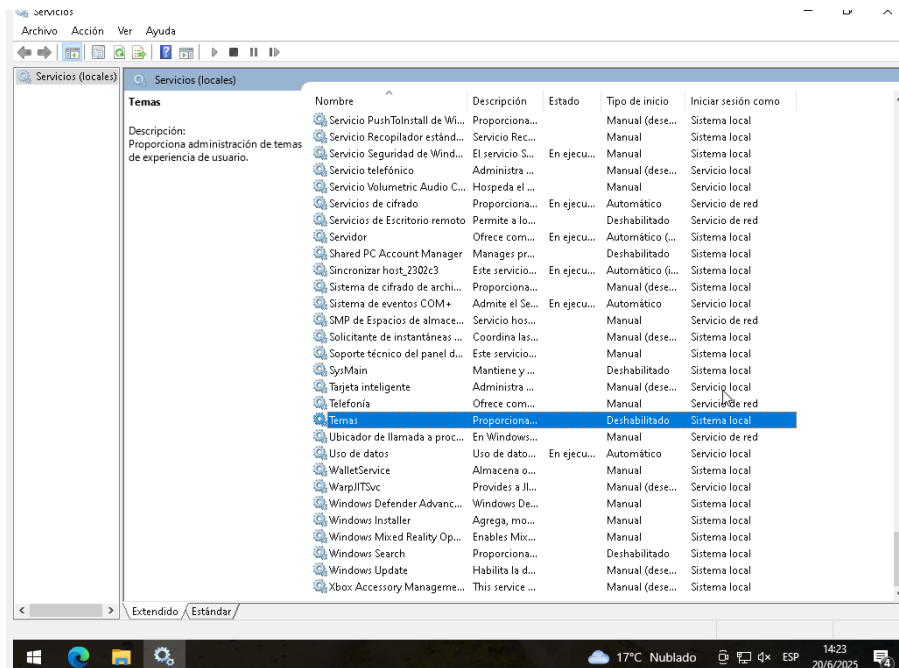 Servicios
Archivo Acción Ver Ayuda
Servicios (locales)
Servicios (locales)
Temas
Descripción:
Proporciona administración de temas
de experiencia de usuario.
Nombre Descripción Estado Tipo de inicio Iniciar sesión como
Servicio PushToInstall de Wi... Proporciona... Manual (dese... Sistema local
Servicio Recopilador estánd... Servicio Rec... Manual Sistema local
Servicio Seguridad de Wind... El servicio S... En ejecu... Manual Sistema local
Servicio telefónico Administra ... Manual (dese... Servicio local
Servicio Volumetric Audio C... Hospeda el ... Manual Servicio local
Servicios de cifrado Proporciona... En ejecu... Automático Servicio de red
Servicios de Escritorio remoto Permite a lo... Deshabilitado Servicio de red
Servidor Ofrece com... En ejecu... Automático (... Sistema local
Shared PC Account Manager Manages pr... Deshabilitado Sistema local
Sincronizar host_2302c3 Este servicio... En ejecu... Automático (i... Sistema local
Sistema de cifrado de archi... Proporciona... Manual (dese... Sistema local
Sistema de eventos COM+ Admite el Se... En ejecu... Automático Servicio local
SMP de Espacios de almace... Servicio hos... Manual Servicio de red
Solicitante de instantáneas ... Coordina las... Manual (dese... Sistema local
Soporte técnico del panel d... Este servicio... Manual Sistema local
SysMain Mantiene y ... Deshabilitado Sistema local
Tarjeta inteligente Administra ... Manual (dese... Servicio local
Telefonía Ofrece com... Manual Servicio de red
Temas Proporciona... Deshabilitado Sistema local
Ubicador de llamada a proc... En Windows... Manual Servicio de red
Uso de datos Uso de dato... En ejecu... Automático Servicio local
WalletService Almacena o... Manual Sistema local
WarpJITSvc Provides a JI... Manual (dese... Servicio local
Windows Defender Advanc... Windows De... Manual Sistema local
Windows Installer Agrega, mo... Manual Sistema local
Windows Mixed Reality Op... Enables Mix... Manual Sistema local
Windows Search Proporciona... Deshabilitado Sistema local
Windows Update Habilita la d... Manual (dese... Sistema local
Xbox Accessory Manageme... This service ... Manual (dese... Sistema local
Extendido Estándar
17°C Nublado ESP 14:23
20/6/2025 4